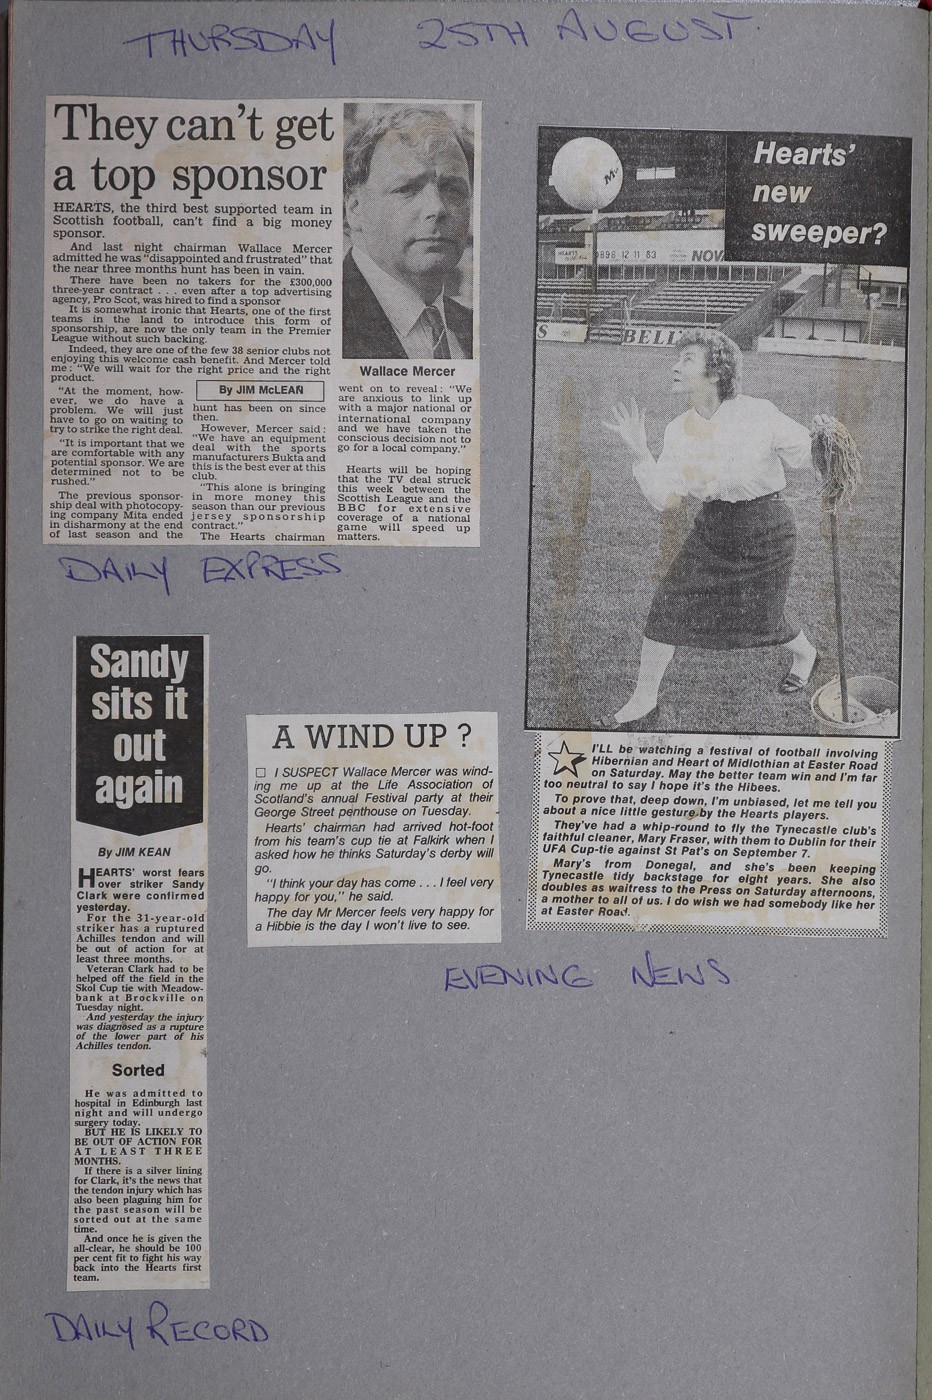 THURSDAY 25TH AUGUST.
They can't get
a top sponsor
HEARTS, the third best supported team in
Scottish football, can't find a big money
sponsor.
And last night chairman Wallace Mercer
admitted he was "disappointed and frustrated" that
the near three months hunt has been in vain.
There have been no takers for the £300,000
three-year contract . . . even after a top advertising
agency, Pro Scot, was hired to find a sponsor
It is somewhat ironic that Hearts, one of the first
teams in the land to introduce this form of
sponsorship, are now the only team in the Premier
League without such backing.
Indeed, they are one of the few 38 senior clubs not
enjoying this welcome cash benefit. And Mercer told
me: "We will wait for the right price and the right
product.
"At the moment, how-
ever, we do have a
problem. We will just
have to go on waiting to
try to strike the right deal.
"It is important that we
are comfortable with any
potential sponsor. We are
determined not to be
rushed."
The previous sponsor-
ship deal with photocopy-
ing company Mita ended
in disharmony at the end
of last season and the
By JIM McLEAN
hunt has been on since
then.
However, Mercer said:
"We have an equipment
deal with the sports
manufacturers Bukta and
this is the best ever at this
club.
"This alone is bringing
in more money this
season than our previous
jersey sponsorship
contract."
The Hearts chairman
Wallace Mercer
went on to reveal: "We
are anxious to link up
with a major national or
international company
and we have taken the
conscious decision not to
go for a local company."
Hearts will be hoping
that the TV deal struck
this week between the
Scottish League and the
BBC for extensive
coverage of a national
game will speed up
matters.
DAILY EXPRESS
Hearts'
new
sweeper?
0898 12 11 83
NOV
S
BELL'
I'LL be watching a festival of football involving
Hibernian and Heart of Midlothian at Easter Road
on Saturday. May the better team win and I'm far
too neutral to say I hope it's the Hibees.
To prove that, deep down, I'm unbiased, let me tell you
about a nice little gesture by the Hearts players.
They've had a whip-round to fly the Tynecastle club's
faithful cleaner, Mary Fraser, with them to Dublin for their
UFA Cup-tie against St Pat's on September 7.
Mary's from Donegal, and she's been keeping
Tynecastle tidy backstage for eight years. She also
doubles as waitress to the Press on Saturday afternoons,
a mother to all of us. I do wish we had somebody like her
at Easter Road.
Sandy
sits it
out
again
By JIM KEAN
HEARTS' worst fears
over striker Sandy
Clark were confirmed
yesterday.
For the 31-year-old
striker has a ruptured
Achilles tendon and will
be out of action for at
least three months.
Veteran Clark had to be
helped off the field in the
Skol Cup tie with Meadow-
bank at Brockville on
Tuesday night.
And yesterday the injury
was diagnosed as a rupture
of the lower part of his
Achilles tendon.
Sorted
He was admitted to
hospital in Edinburgh last
night and will undergo
surgery today.
BUT HE IS LIKELY TO
BE OUT OF ACTION FOR
AT LEAST THREE
MONTHS.
If there is a silver lining
for Clark, it's the news that
the tendon injury which has
also been plaguing him for
the past season will be
sorted out at the same
time.
And once he is given the
all-clear, he should be 100
per cent fit to fight his way
back into the Hearts first
team.
DAILY RECORD
A WIND UP ?
☐ I SUSPECT Wallace Mercer was wind-
ing me up at the Life Association of
Scotland's annual Festival party at their
George Street penthouse on Tuesday.
Hearts' chairman had arrived hot-foot
from his team's cup tie at Falkirk when I
asked how he thinks Saturday's derby will
go.
"I think your day has come . . . I feel very
happy for you," he said.
The day Mr Mercer feels very happy for
a Hibbie is the day I won't live to see.
EVENING NEWS